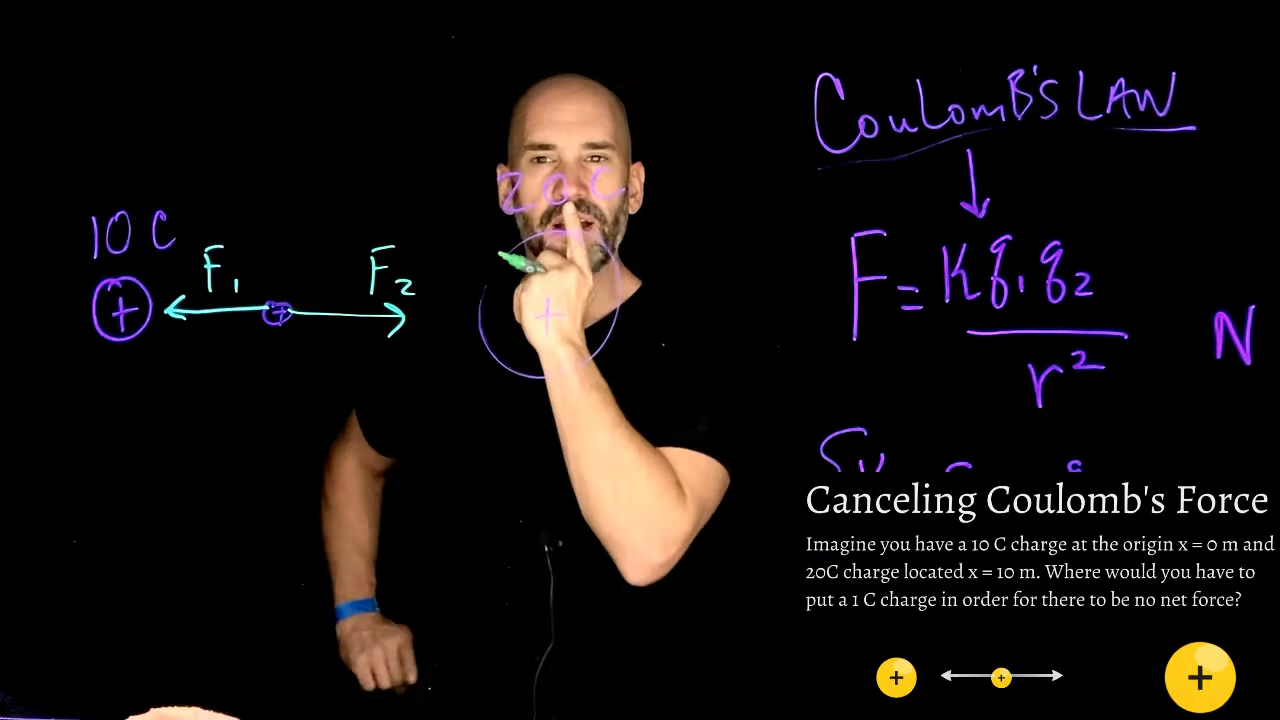 10 C
+
F₁
+
F₂
20 C
+
COULOMB'S LAW
F = K q₁ q₂
r²
N
Canceling Coulomb's Force
Imagine you have a 10 C charge at the origin x = 0 m and
20C charge located x = 10 m. Where would you have to
put a 1 C charge in order for there to be no net force?
+
+
+